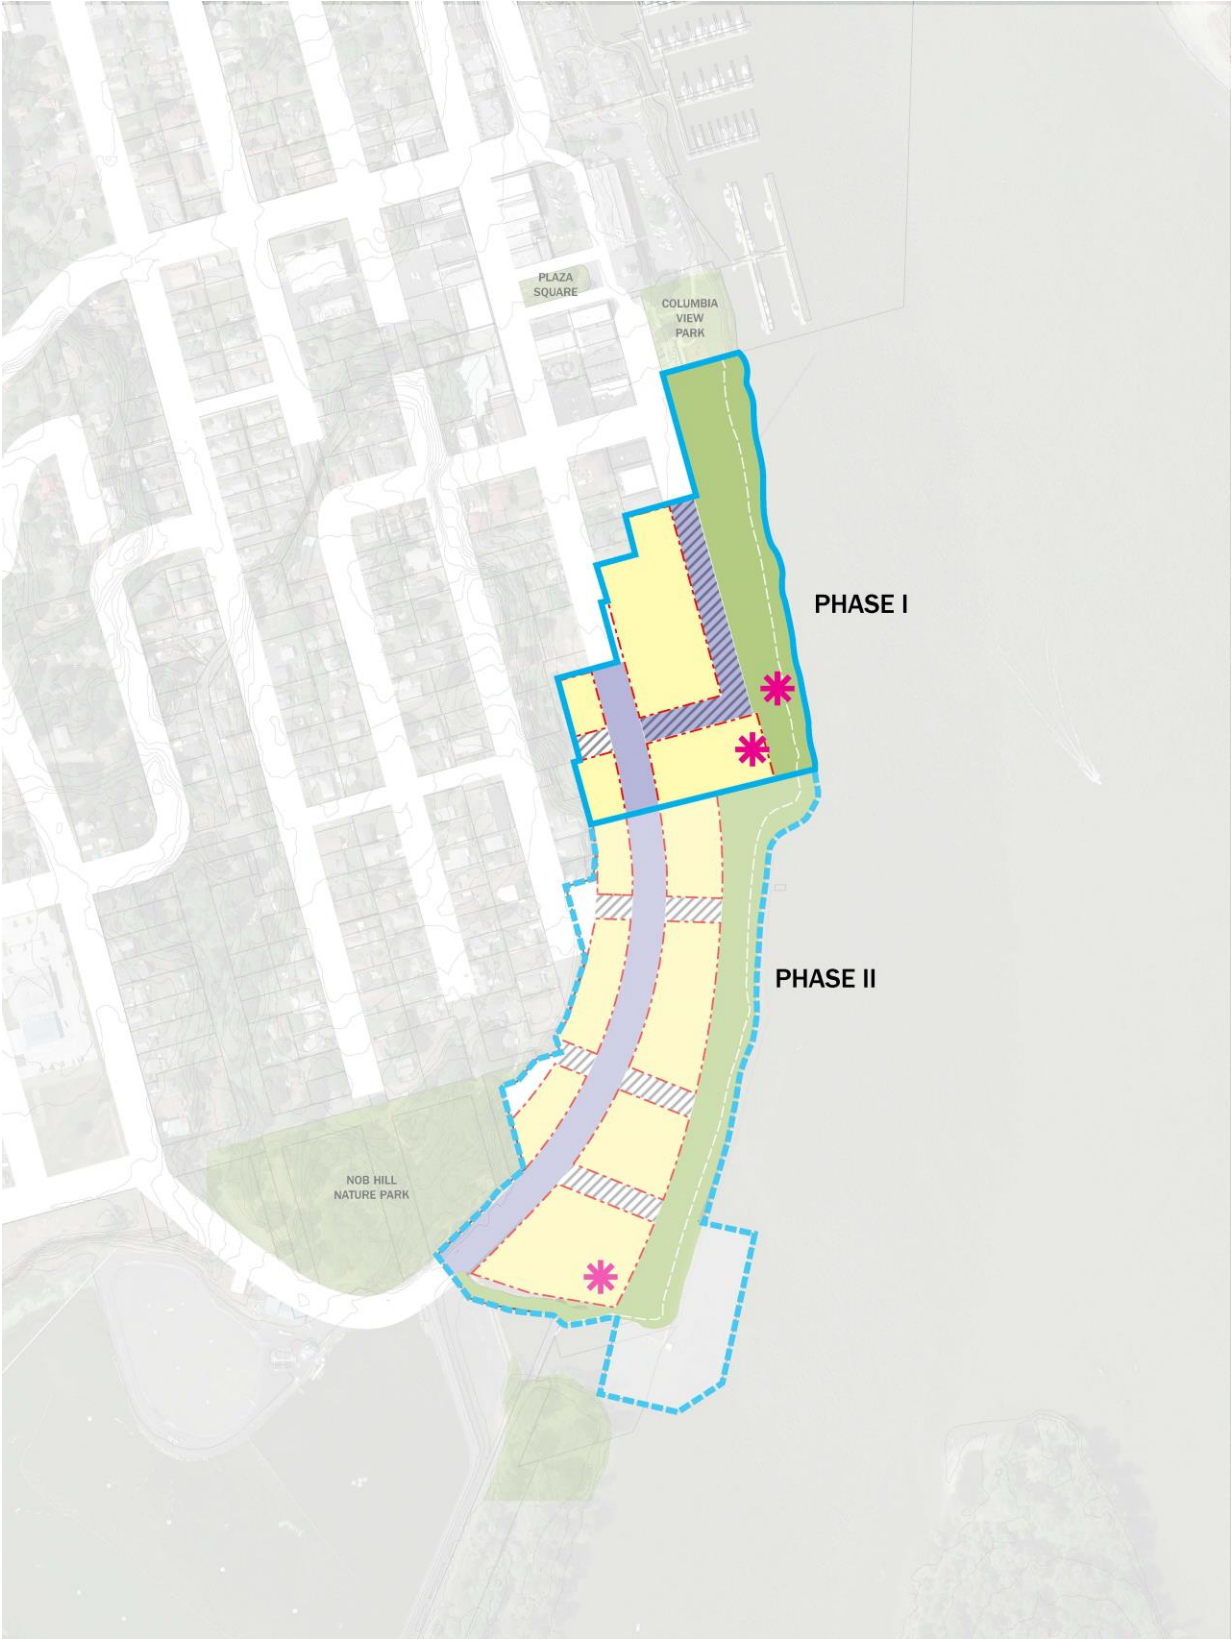 PLAZA
SQUARE
COLUMBIA
VIEW
PARK
PHASE I
PHASE II
NOB HILL
NATURE PARK